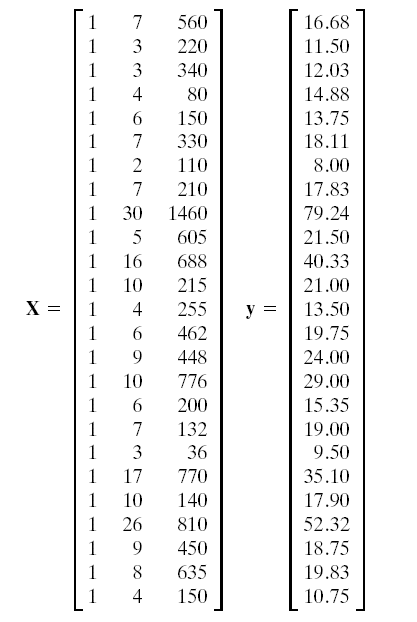 1 7 560 16.68
1 3 220 11.50
1 3 340 12.03
1 4 80 14.88
1 6 150 13.75
1 7 330 18.11
1 2 110 8.00
1 7 210 17.83
1 30 1460 79.24
1 5 605 21.50
1 16 688 40.33
1 10 215 21.00
X = 1 4 255 y = 13.50
1 6 462 19.75
1 9 448 24.00
1 10 776 29.00
1 6 200 15.35
1 7 132 19.00
1 3 36 9.50
1 17 770 35.10
1 10 140 17.90
1 26 810 52.32
1 9 450 18.75
1 8 635 19.83
1 4 150 10.75